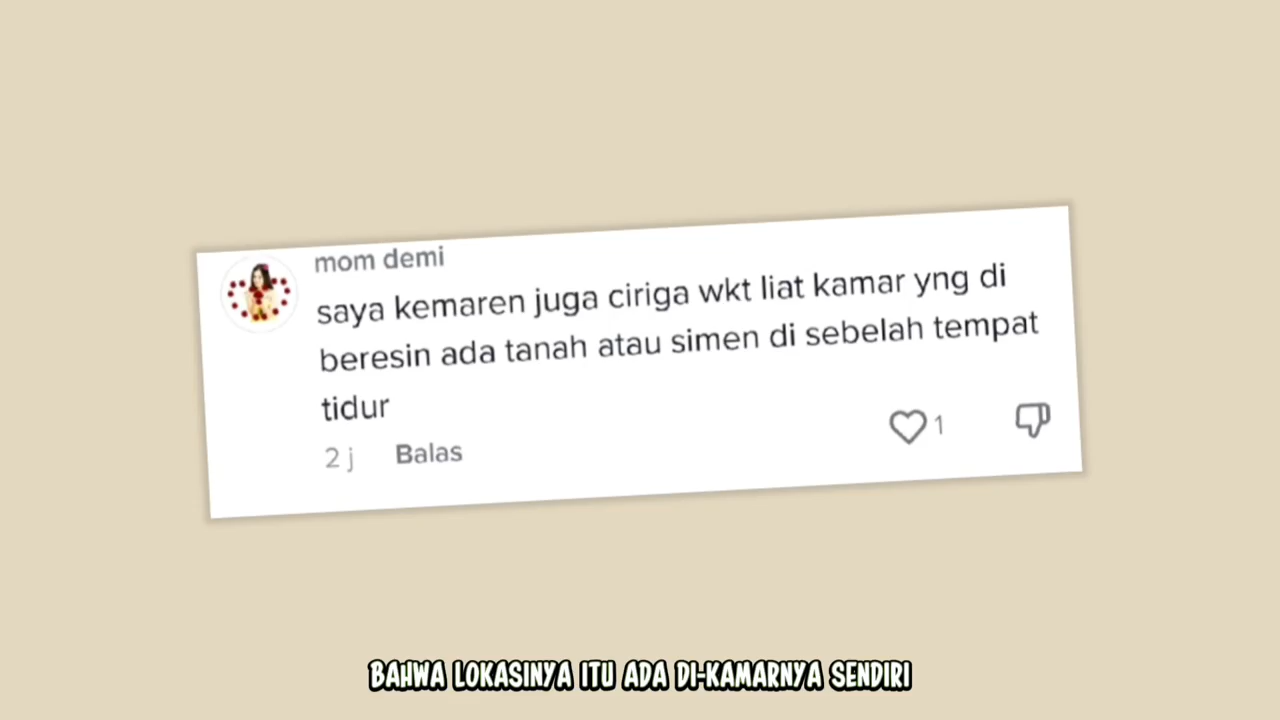 mom demi
saya kemaren juga ciriga wkt liat kamar yng di
beresin ada tanah atau simen di sebelah tempat
tidur
2 j Balas 1
BAHWA LOKASINYA ITU ADA DI-KAMARNYA SENDIRI